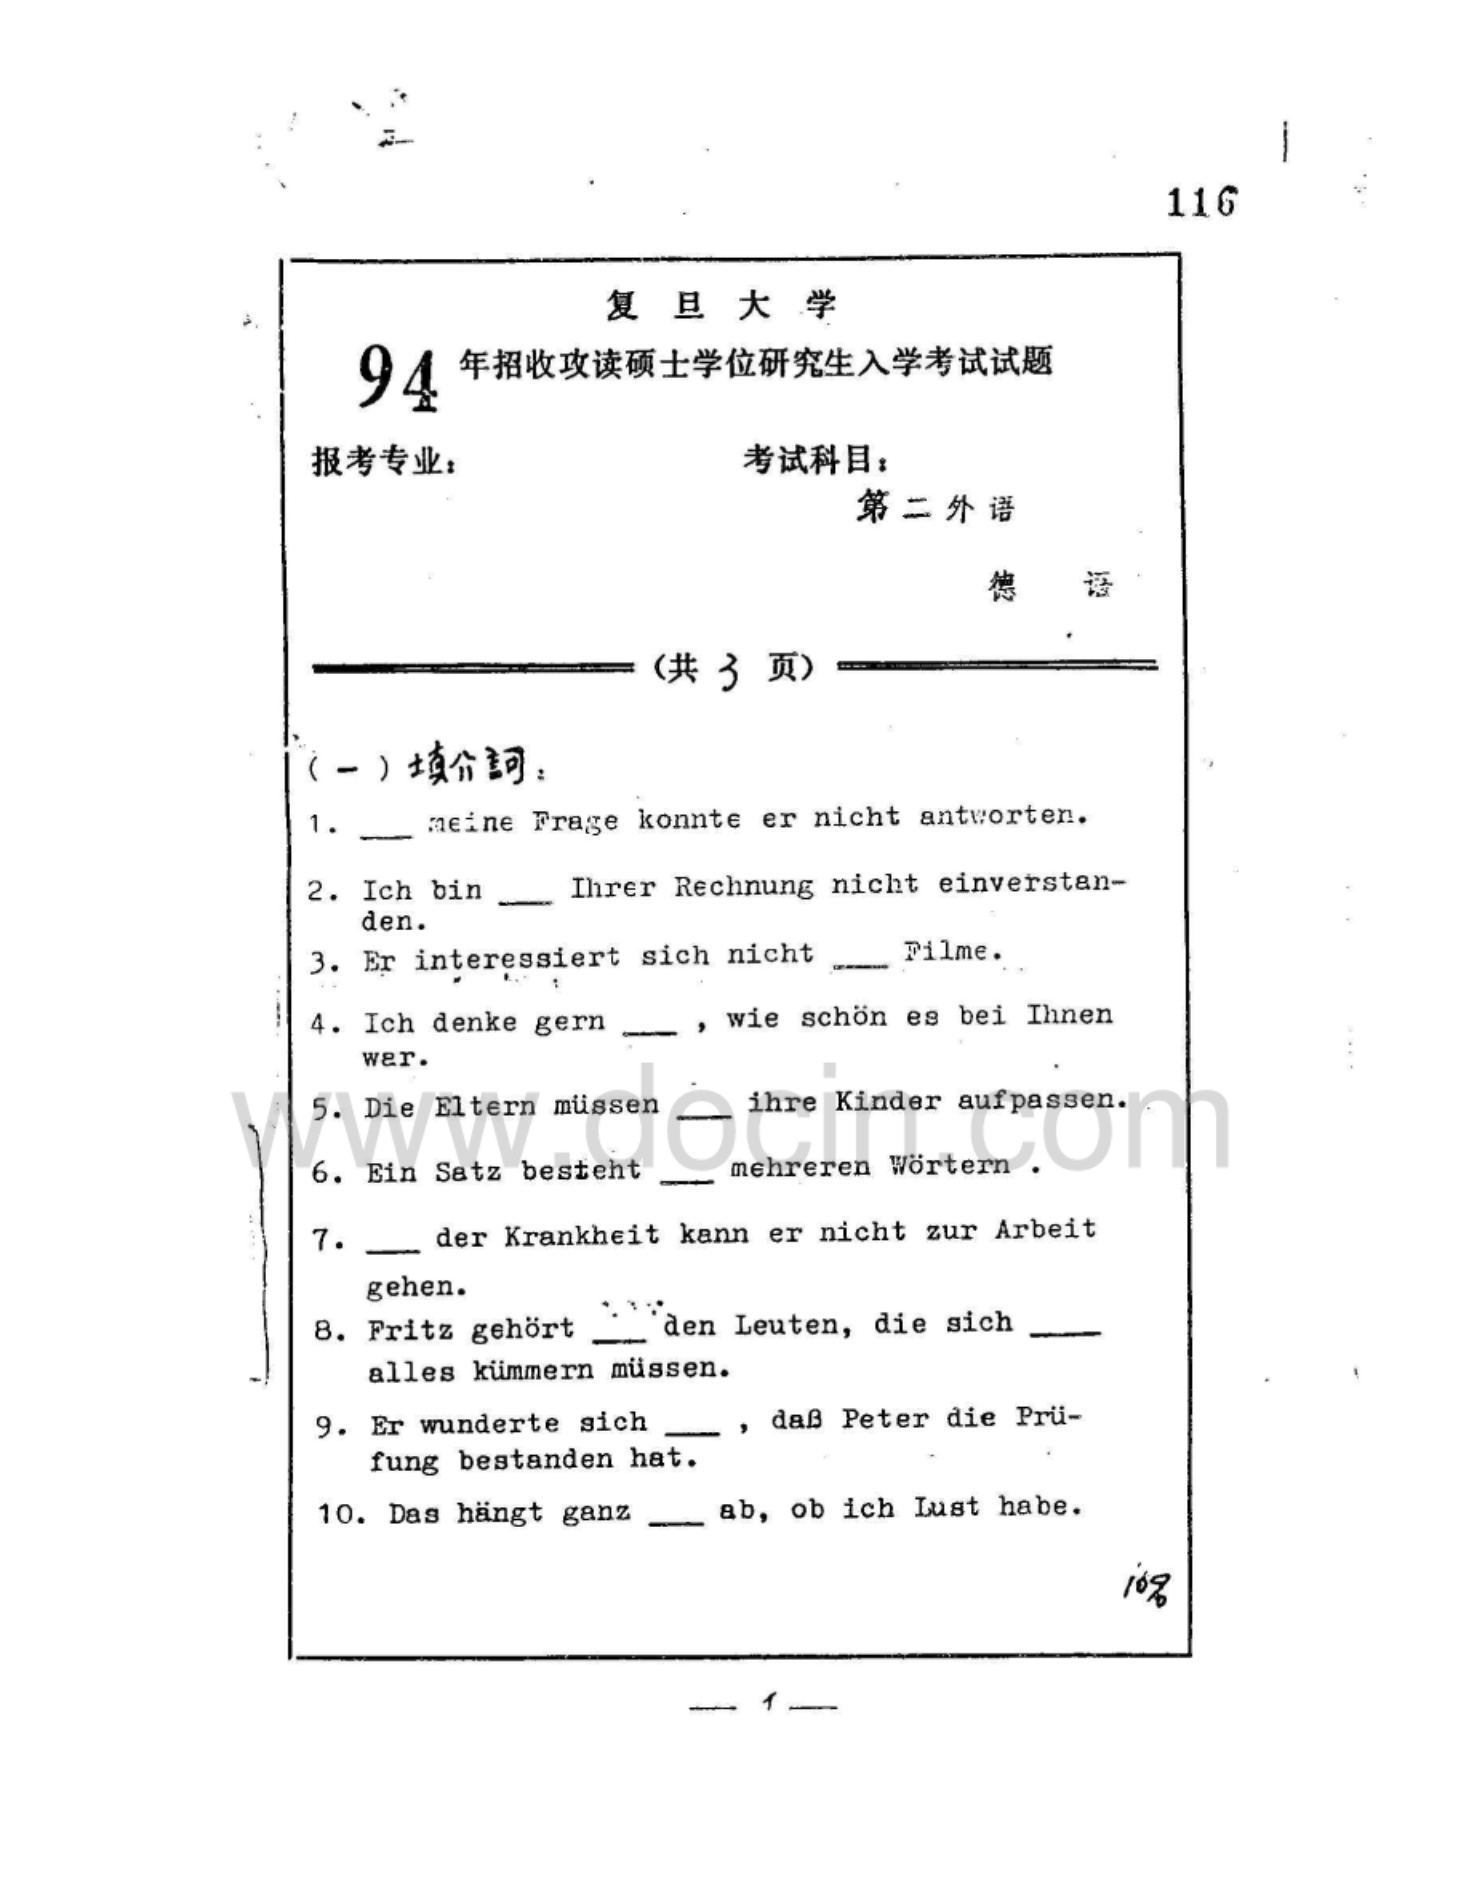 116
复旦大学
94年招收攻读硕士学位研究生入学考试试题
报考专业： 考试科目：
第二外语
德 语
（共 3 页）
（一）填介詞：
1. ___ meine Frage konnte er nicht antworten.
2. Ich bin ___ Ihrer Rechnung nicht einverstan-
den.
3. Er interessiert sich nicht ___ Filme.
4. Ich denke gern ___ , wie schön es bei Ihnen
war.
www.docin.com
5. Die Eltern müssen ___ ihre Kinder aufpassen.
6. Ein Satz besteht ___ mehreren Wörtern .
7. ___ der Krankheit kann er nicht zur Arbeit
gehen.
8. Fritz gehört ___ den Leuten, die sich ___
alles kümmern müssen.
9. Er wunderte sich ___ , daß Peter die Prü-
fung bestanden hat.
10. Das hängt ganz ___ ab, ob ich Lust habe.
— 1 —